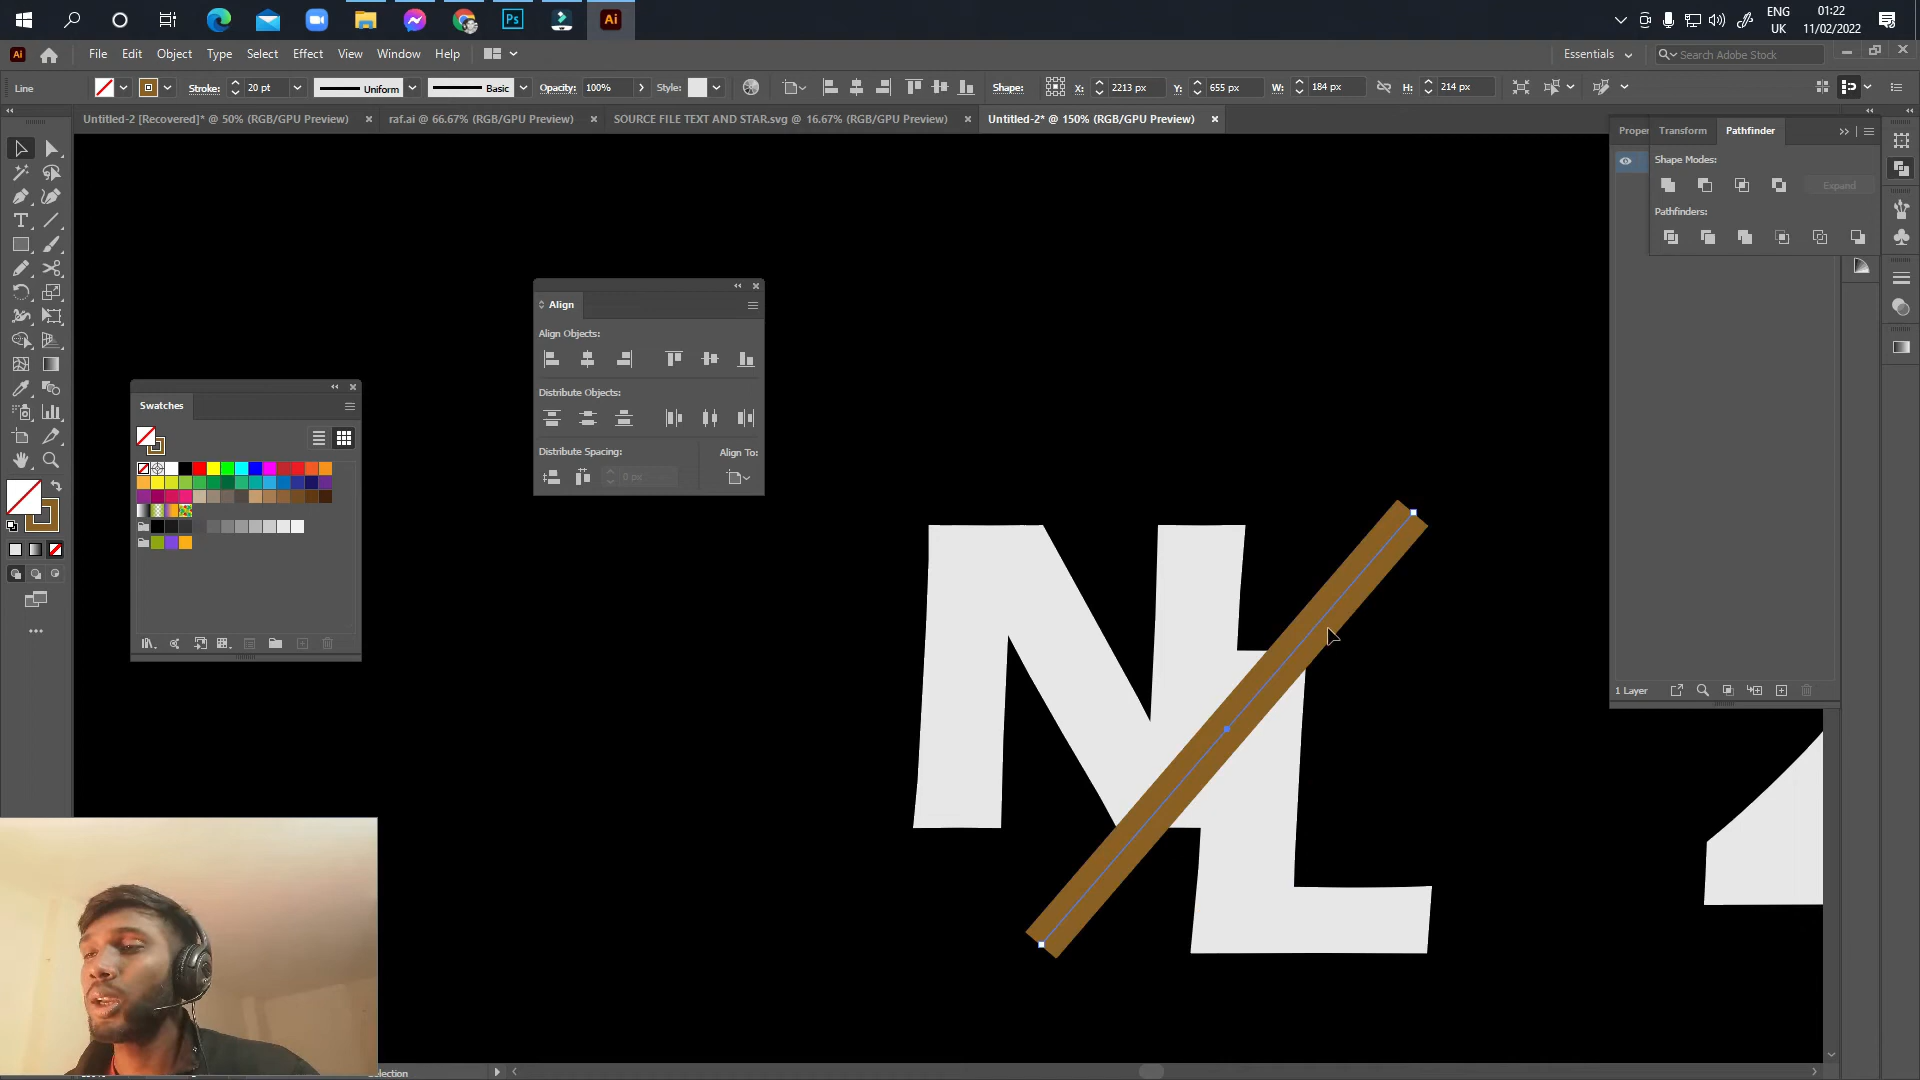 ENG
UK
01:22
11/02/2022
Ps
Ai
Ai
File Edit Object Type Select Effect View Window Help
Essentials
Search Adobe Stock
Line
Stroke: 20 pt
Uniform
Basic
Opacity: 100%
Style:
Shape:
X: 2213 px
Y: 655 px
W: 184 px
H: 214 px
Untitled-2 [Recovered]* @ 50% (RGB/GPU Preview)
raf.ai @ 66.67% (RGB/GPU Preview)
SOURCE FILE TEXT AND STAR.svg @ 16.67% (RGB/GPU Preview)
Untitled-2* @ 150% (RGB/GPU Preview)
Proper Transform Pathfinder
Shape Modes:
Expand
Pathfinders:
Align
Align Objects:
Distribute Objects:
Distribute Spacing:
Align To:
0 px
Swatches
NL
1 Layer